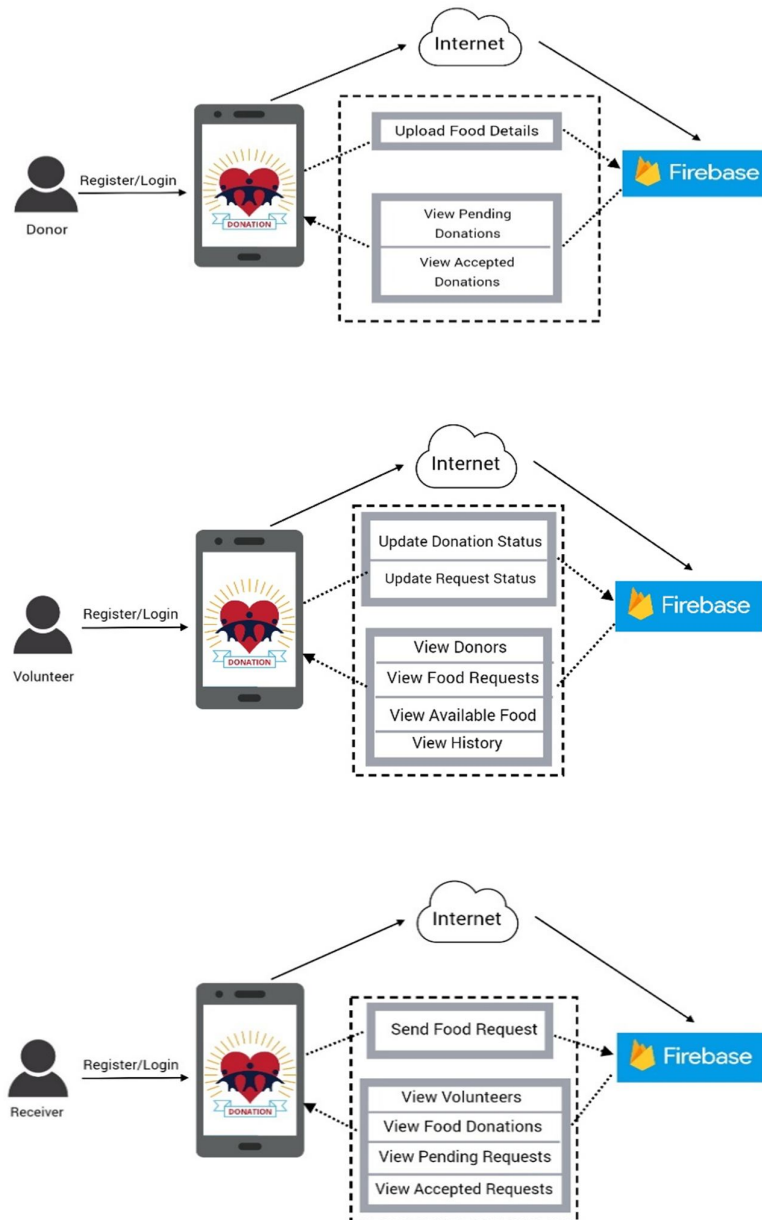 Internet
Upload Food Details
Register/Login
Firebase
DONATION
View Pending
Donations
Donor
View Accepted
Donations
Internet
Update Donation Status
Update Request Status
Register/Login
Firebase
View Donors
DONATION
Volunteer
View Food Requests
View Available Food
View History
Internet
Send Food Request
Firebase
Register/Login
View Volunteers
DONATION
Receiver
View Food Donations
View Pending Requests
View Accepted Requests